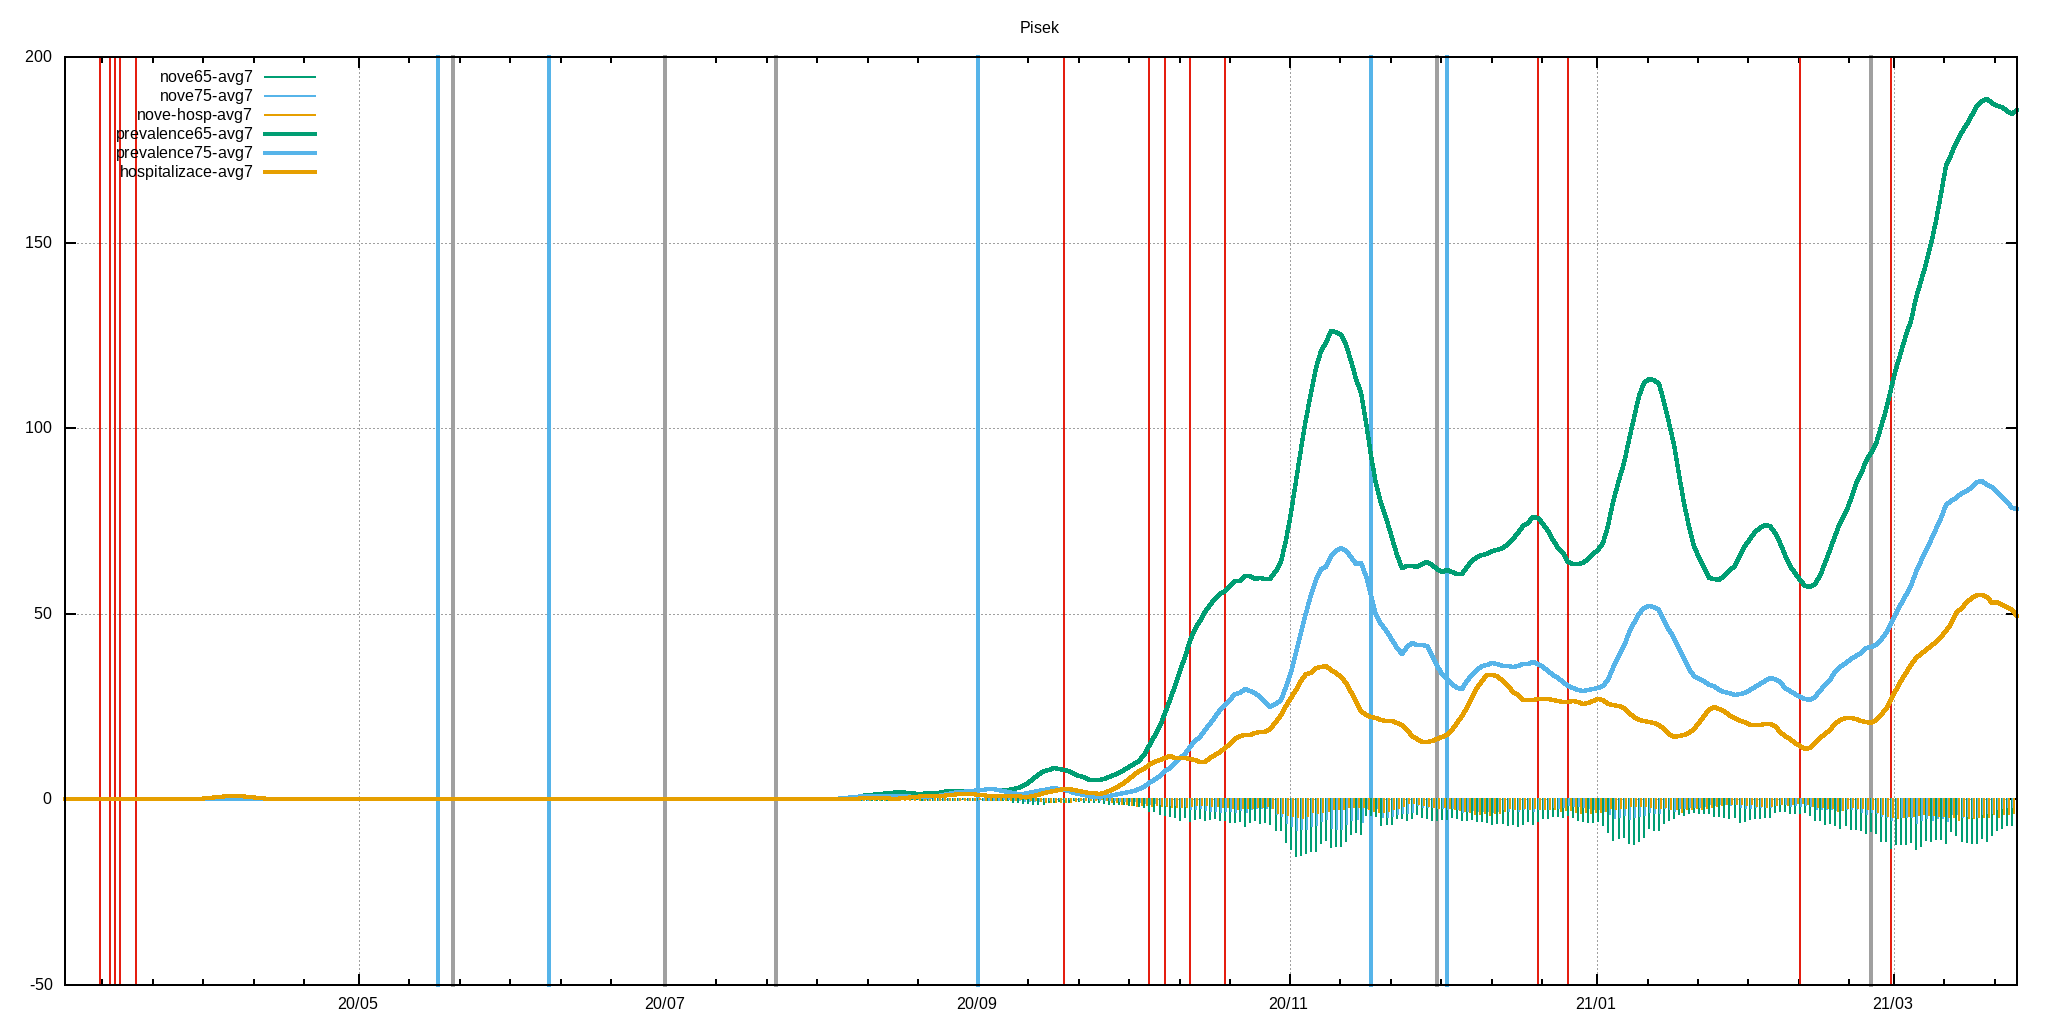 Pisek
200
nove65-avg7
nove75-avg7
nove-hosp-avg7
prevalence65-avg7
prevalence75-avg7
hospitalizace-avg7
150
100
50
0
-50
20/05 20/07 20/09 20/11 21/01 21/03